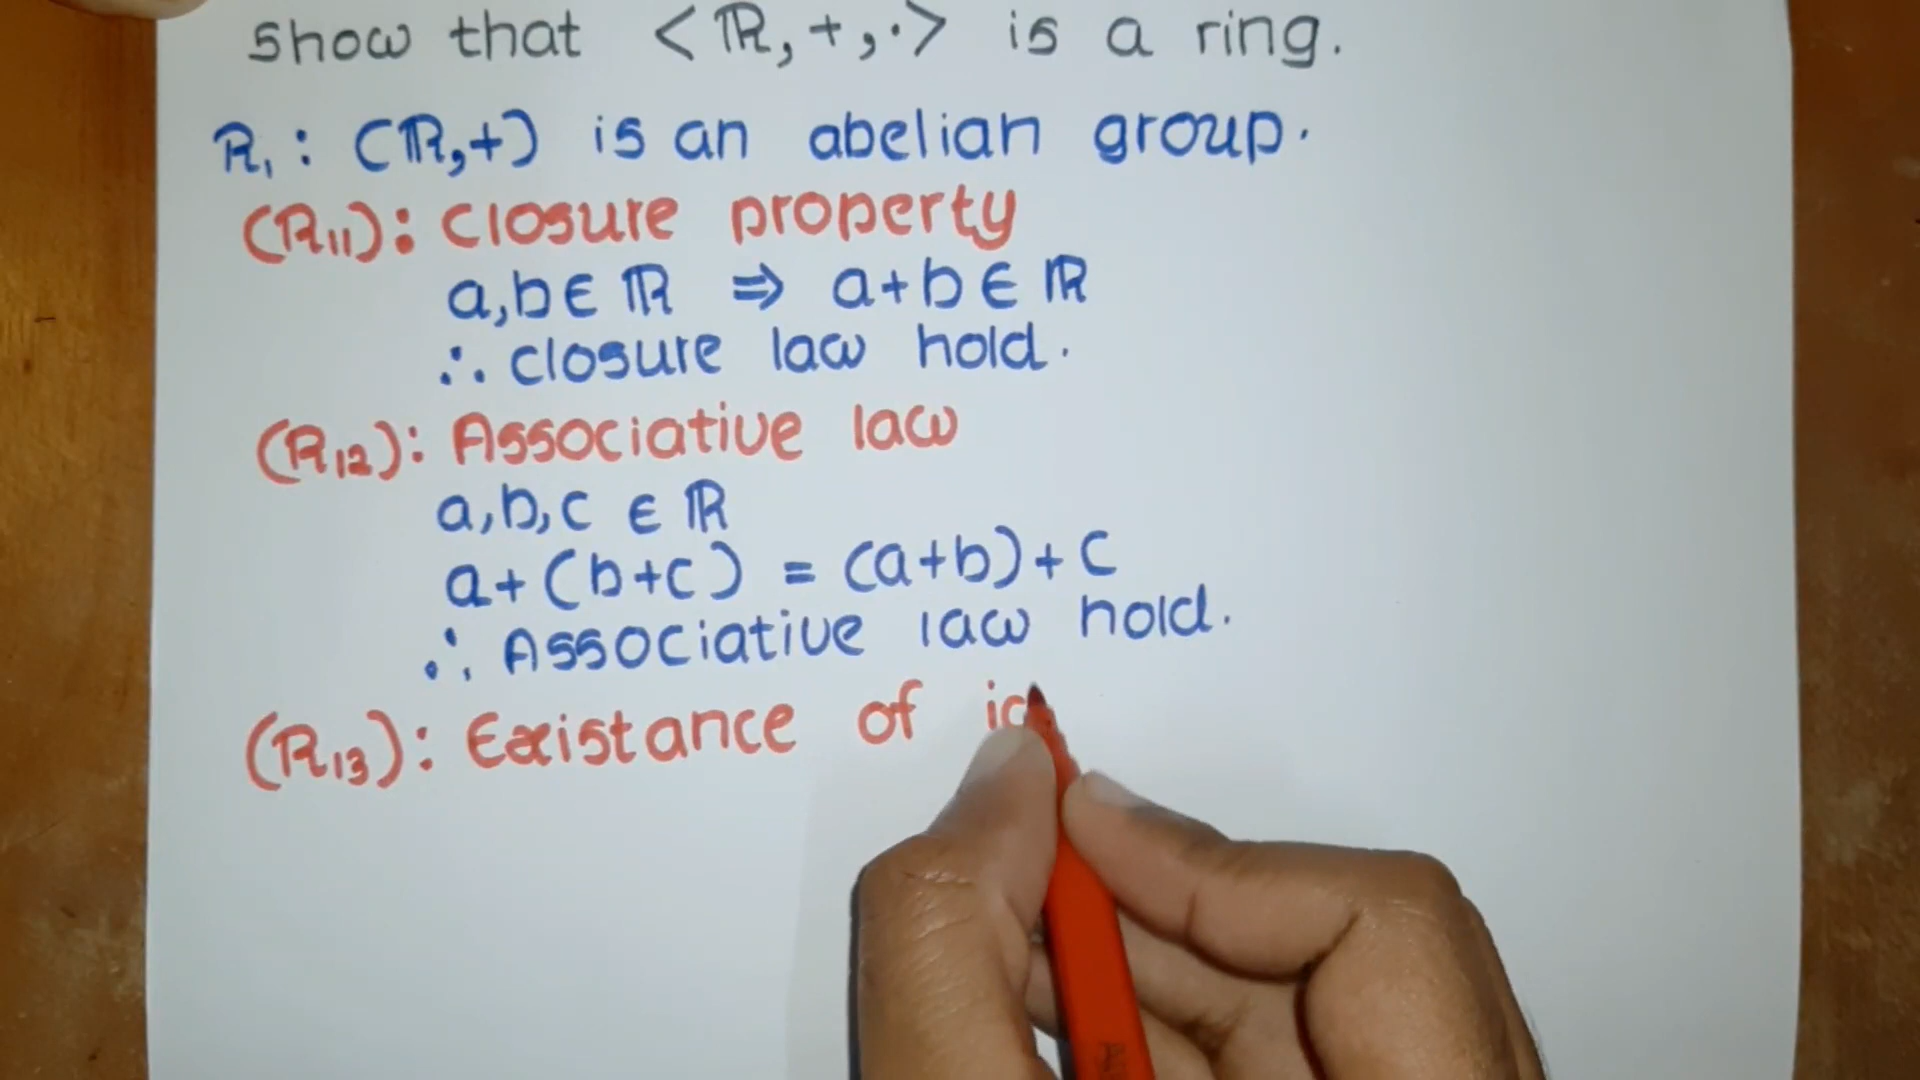 show that <ℝ,+,·> is a ring.
R₁ : (ℝ,+) is an abelian group.
(R₁₁): closure property
a,b∈ ℝ ⇒ a+b∈ ℝ
∴ closure law hold.
(R₁₂): Associative law
a,b,c ∈ ℝ
a+(b+c) = (a+b)+c
∴ Associative law hold.
(R₁₃): Existance of